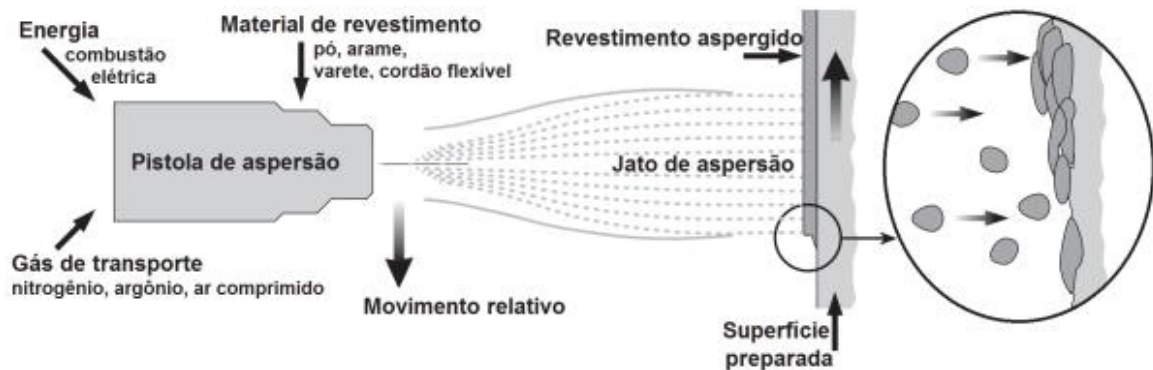 Energia
combustão
elétrica
Material de revestimento
pó, arame,
varete, cordão flexível
Revestimento aspergido
Pistola de aspersão
Jato de aspersão
Gás de transporte
nitrogênio, argônio, ar comprimido
Movimento relativo
Superfície
preparada